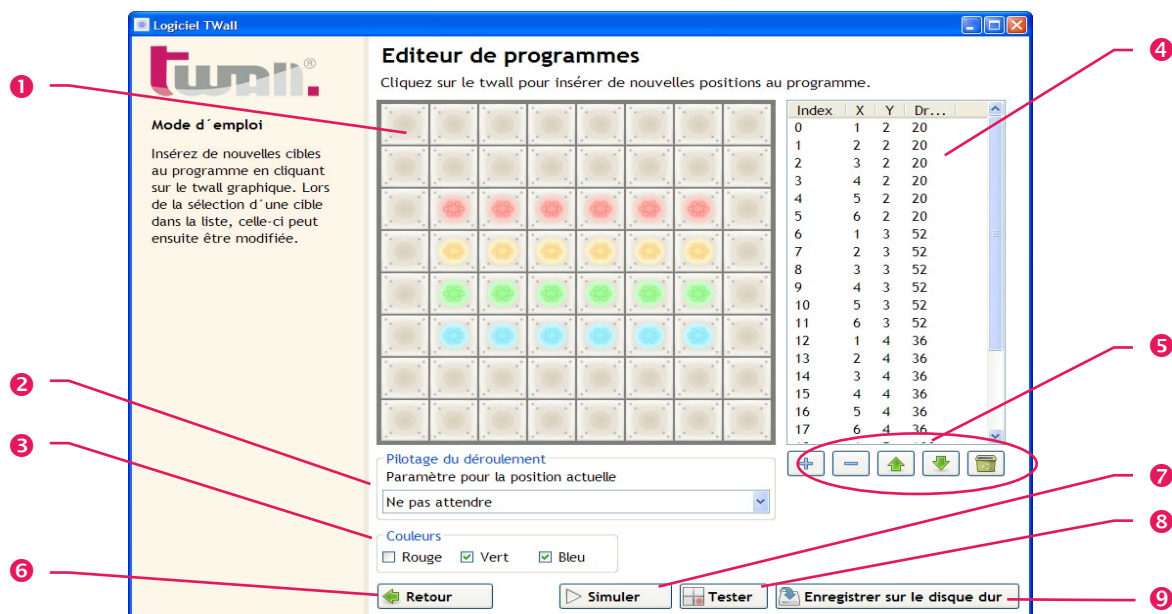 Logiciel TWall
twall.®
Mode d´emploi
Insérez de nouvelles cibles
au programme en cliquant
sur le twall graphique. Lors
de la sélection d´une cible
dans la liste, celle-ci peut
ensuite être modifiée.
Editeur de programmes
Cliquez sur le twall pour insérer de nouvelles positions au programme.
Index X Y Dr...
0 1 2 20
1 2 2 20
2 3 2 20
3 4 2 20
4 5 2 20
5 6 2 20
6 1 3 52
7 2 3 52
8 3 3 52
9 4 3 52
10 5 3 52
11 6 3 52
12 1 4 36
13 2 4 36
14 3 4 36
15 4 4 36
16 5 4 36
17 6 4 36
Pilotage du déroulement
Paramètre pour la position actuelle
Ne pas attendre
Couleurs
Rouge Vert Bleu
Retour Simuler Tester Enregistrer sur le disque dur
1
2
3
6
4
5
7
8
9